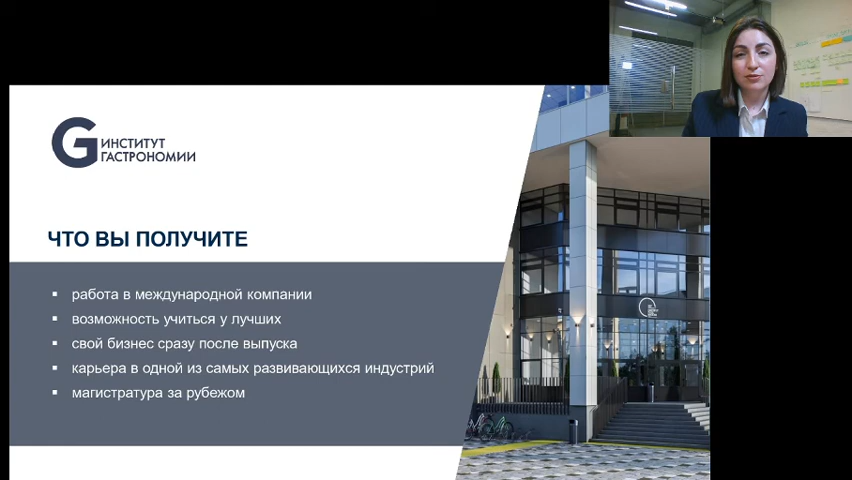 ИНСТИТУТ
ГАСТРОНОМИИ
ЧТО ВЫ ПОЛУЧИТЕ
▪ работа в международной компании
▪ возможность учиться у лучших
▪ свой бизнес сразу после выпуска
▪ карьера в одной из самых развивающихся индустрий
▪ магистратура за рубежом